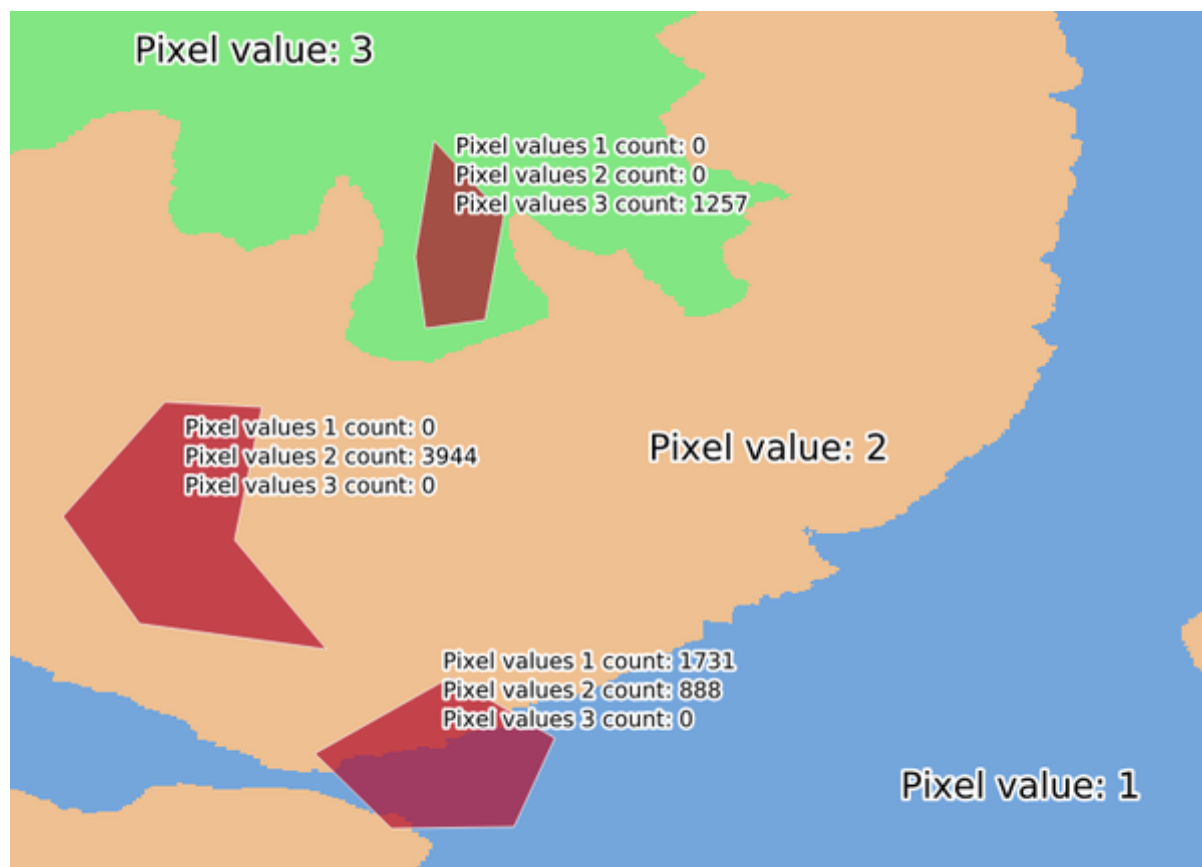 Pixel value: 3
Pixel values 1 count: 0
Pixel values 2 count: 0
Pixel values 3 count: 1257
Pixel values 1 count: 0
Pixel values 2 count: 3944
Pixel values 3 count: 0
Pixel value: 2
Pixel values 1 count: 1731
Pixel values 2 count: 888
Pixel values 3 count: 0
Pixel value: 1